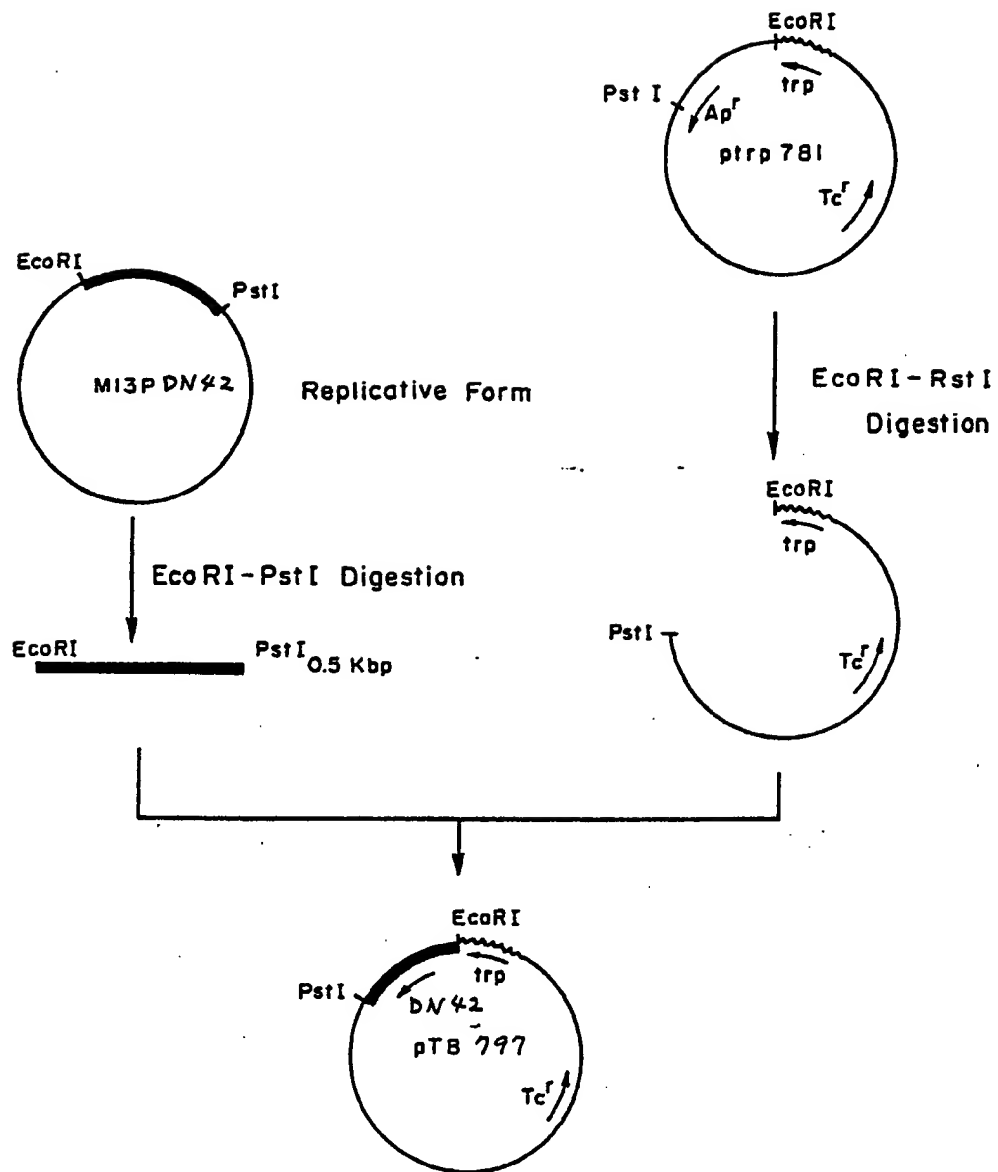 EcoRI
trp
Pst I
Apr
ptrp 781
Tcr
EcoRI
PstI
M13P DN42
Replicative Form
EcoRI-RstI
Digestion
EcoRI
trp
EcoRI-PstI Digestion
EcoRI
PstI
0.5 Kbp
PstI
Tcr
EcoRI
trp
PstI
DN42
pTB 797
Tcr